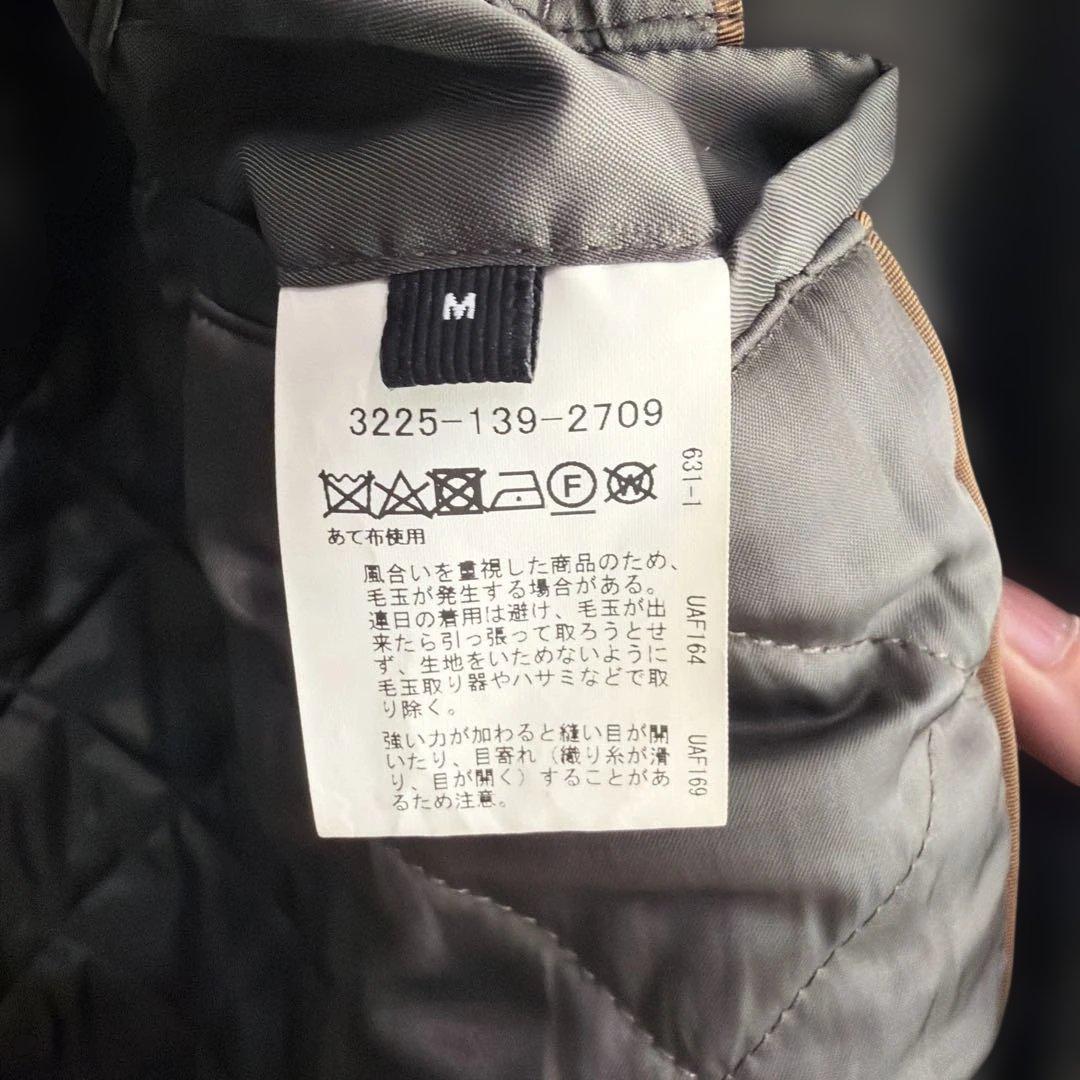 M
3225-139-2709
F
W
あて布使用
風合いを重視した商品のため、
毛玉が発生する場合がある。
連日の着用は避け、毛玉が出
来たら引っ張って取ろうとせ
ず、生地をいためないように
毛玉取り器やハサミなどで取
り除く。
強い力が加わると縫い目が開
いたり、目寄れ（織り糸が滑
り、目が開く）することがあ
るため注意。
631-1
UAF164
UAF169